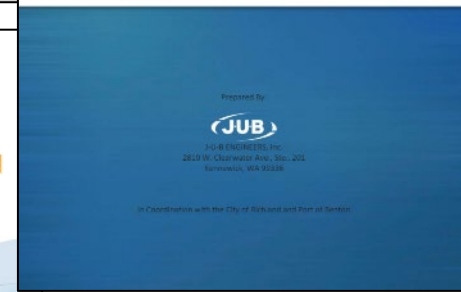 Prepared By:
JUB
J-U-B ENGINEERS, Inc.
2819 W. Clearwater Ave., Ste. 201
Kennewick, WA 99336
In Coordination with the City of Richland and Port of Benton